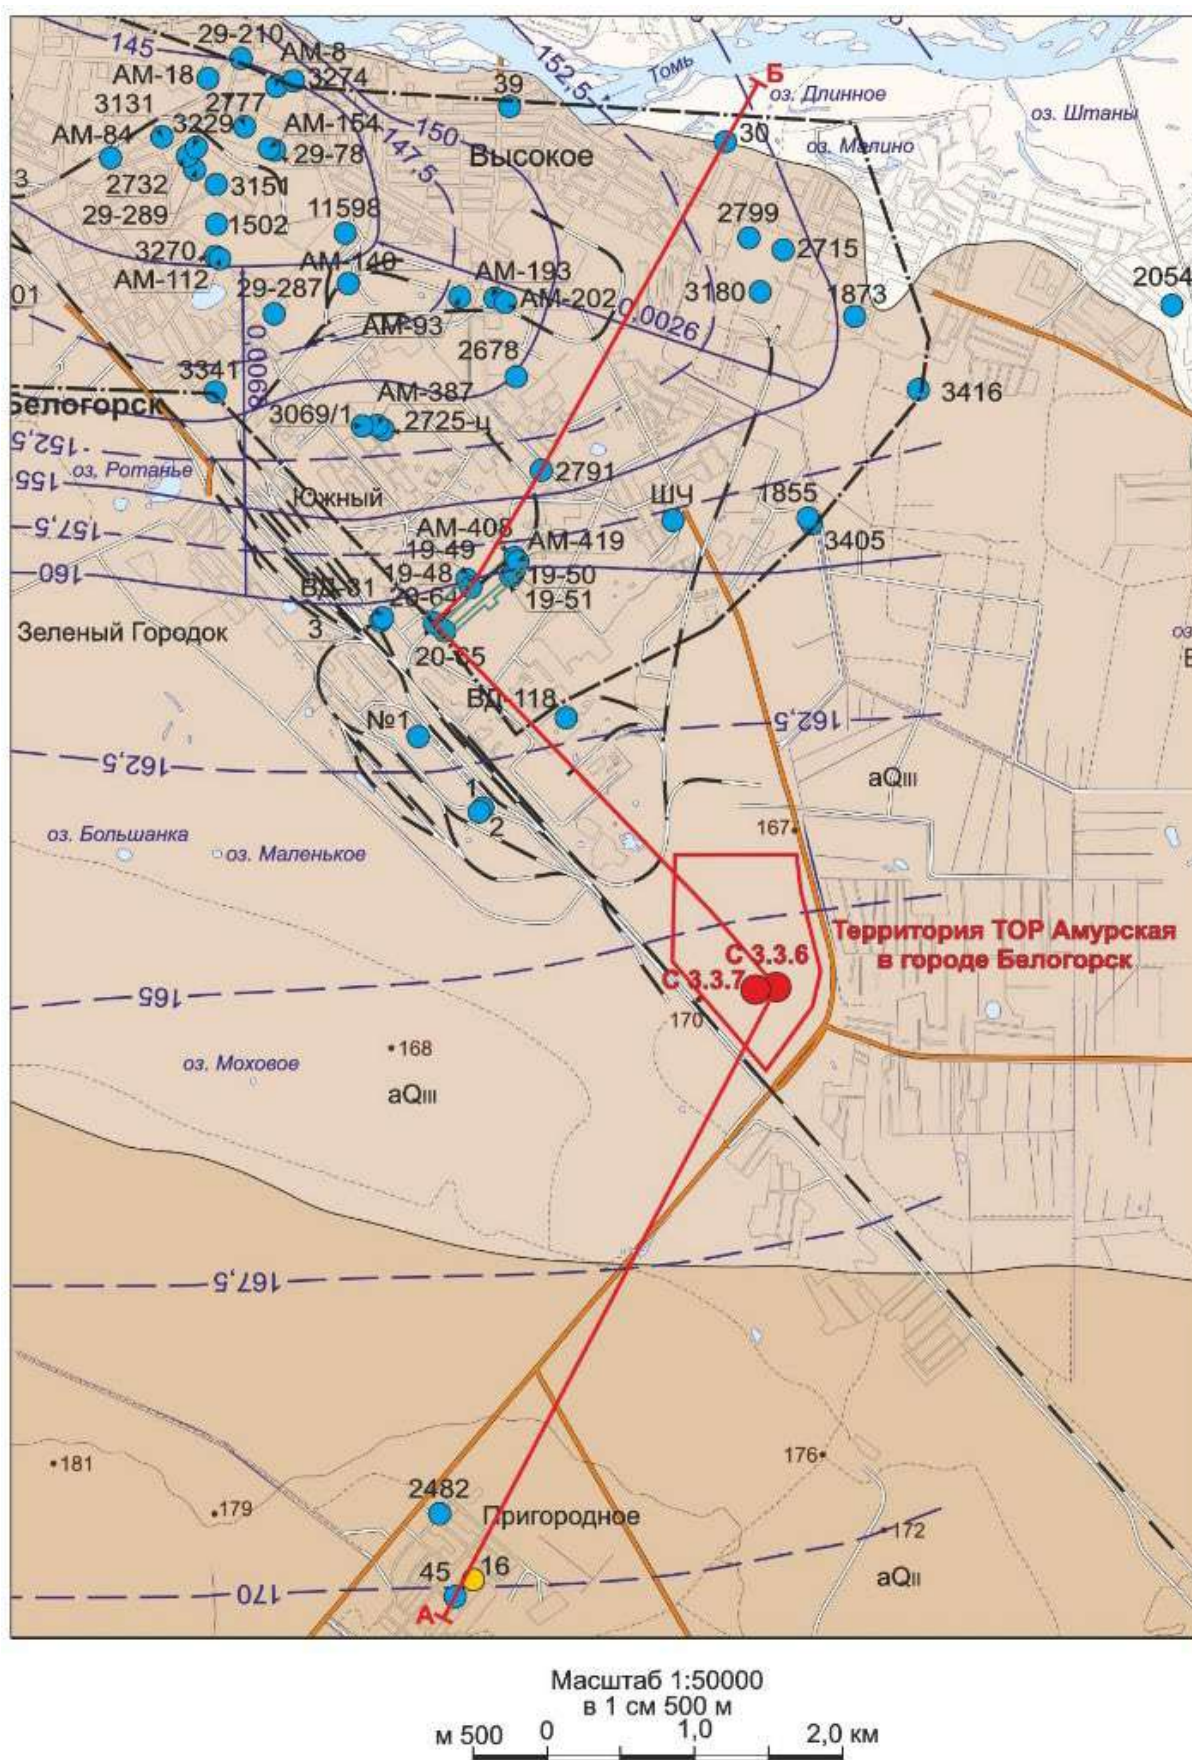 29-210
145
АМ-8
АМ-18
3274
39
152,5
Томь
Б
оз. Длинное
оз. Штаны
3131
2777
АМ-154
150
30
оз. Малино
АМ-84
3229
29-78
147,5
Высокое
3
2732
3151
29-289
1502
11598
2799
2715
3270
АМ-140
АМ-193
2054
АМ-112
29-287
АМ-202
3180
1873
01
АМ-93
0.0026
2678
3341
АМ-387
3416
Белогорск
3069/1
2725-ц
152,5
оз. Ротанье
2791
155
Южный
ШЧ
1855
157,5
АМ-408
АМ-419
3405
19-49
160
19-48
19-50
ВД-81
20-64
19-51
Зеленый Городок
3
20-65
ВД-118
№1
162,5
162,5
aQIII
1
2
167
оз. Большанка
оз. Маленькое
Территория ТОР Амурская
в городе Белогорск
С 3.3.6
С 3.3.7
165
170
168
оз. Моховое
aQIII
167,5
181
176
2482
179
Пригородное
172
45
16
aQII
170
А
Масштаб 1:50000
в 1 см 500 м
м 500 0 1,0 2,0 км